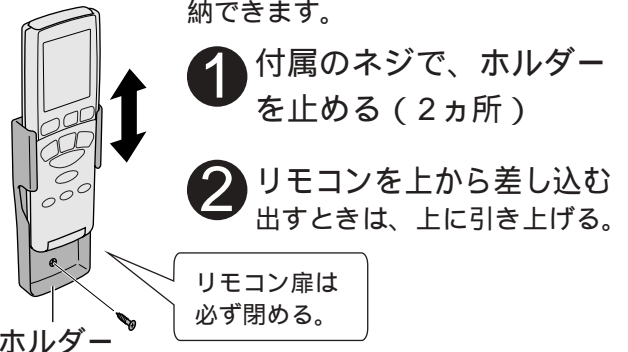 納できます。
❶ 付属のネジで、ホルダー
を止める（2ヵ所）
❷ リモコンを上から差し込む
出すときは、上に引き上げる。
リモコン扉は
必ず閉める。
ホルダー